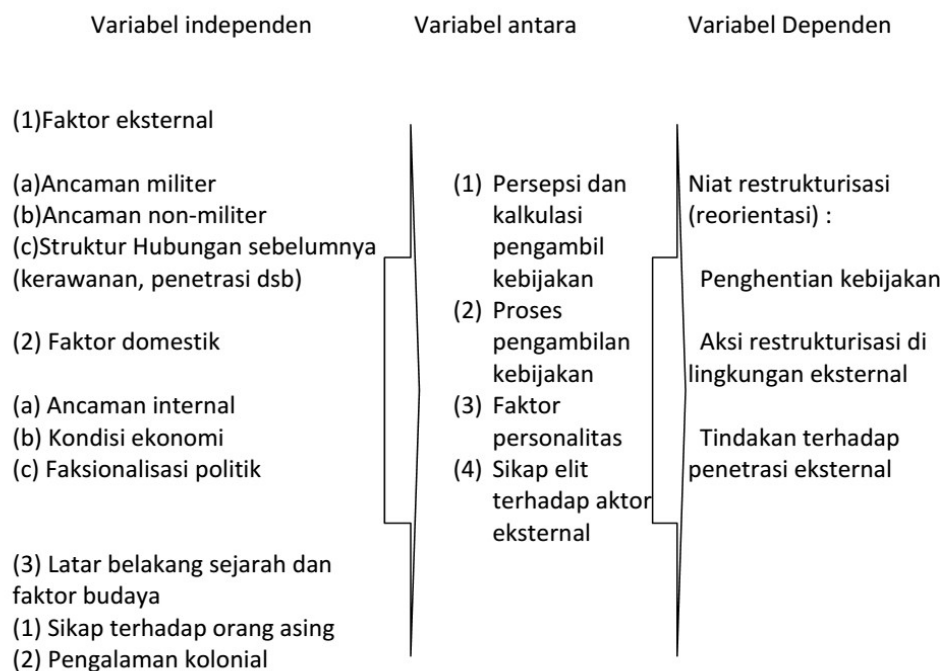 Variabel independen
Variabel antara
Variabel Dependen
(1)Faktor eksternal
(a)Ancaman militer
(b)Ancaman non-militer
(c)Struktur Hubungan sebelumnya
(kerawanan, penetrasi dsb)
(2) Faktor domestik
(a) Ancaman internal
(b) Kondisi ekonomi
(c) Faksionalisasi politik
(3) Latar belakang sejarah dan
faktor budaya
(1) Sikap terhadap orang asing
(2) Pengalaman kolonial
(1) Persepsi dan
kalkulasi
pengambil
kebijakan
(2) Proses
pengambilan
kebijakan
(3) Faktor
personalitas
(4) Sikap elit
terhadap aktor
eksternal
Niat restrukturisasi
(reorientasi) :
Penghentian kebijakan
Aksi restrukturisasi di
lingkungan eksternal
Tindakan terhadap
penetrasi eksternal